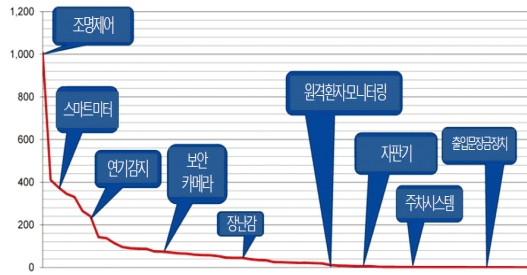 1,200
조명제어
1,000
800
원격환자모니터링
600
스마트미터
자판기
출입문잠금장치
연기감지
보안
카메라
400
장난감
주차시스템
200
0